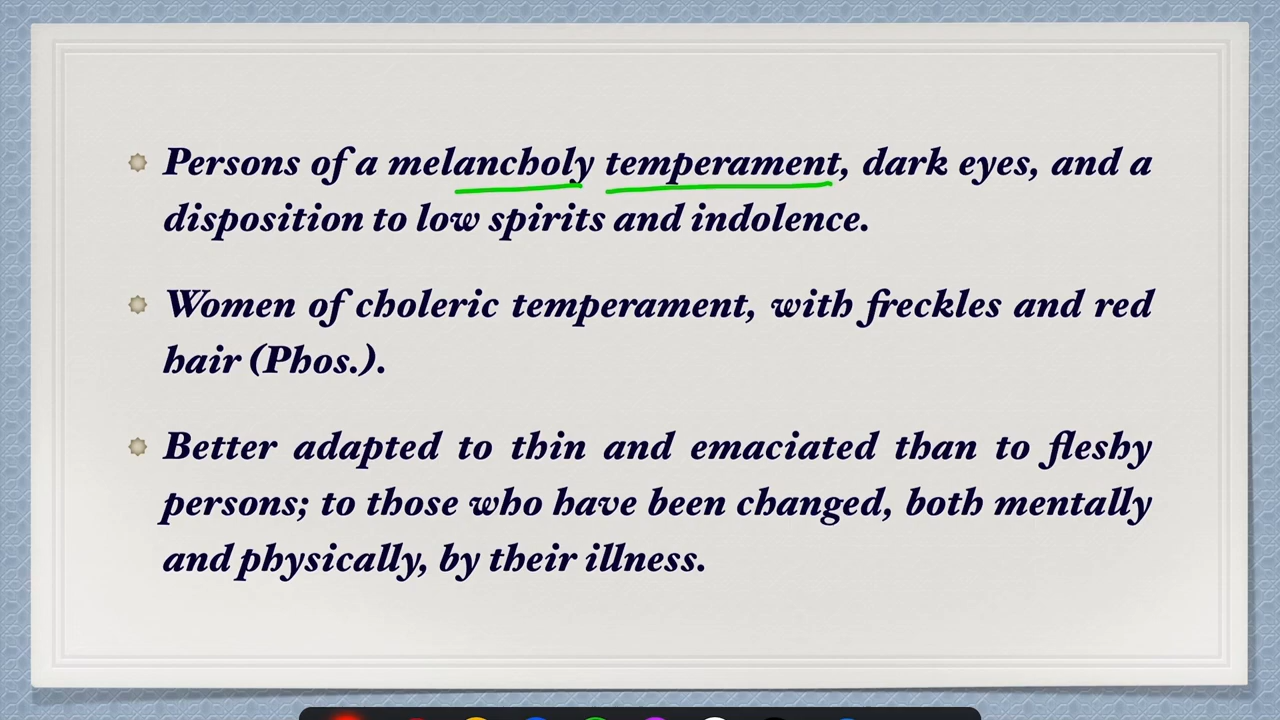 Persons of a melancholy temperament, dark eyes, and a
disposition to low spirits and indolence.
Women of choleric temperament, with freckles and red
hair (Phos.).
Better adapted to thin and emaciated than to fleshy
persons; to those who have been changed, both mentally
and physically, by their illness.